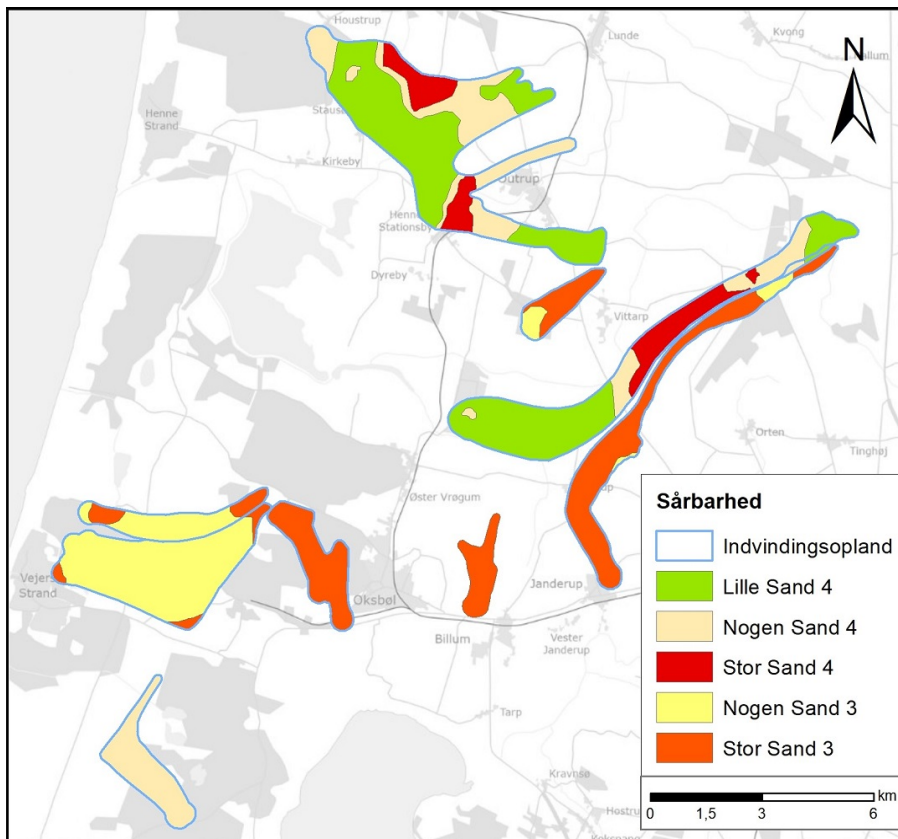 Houstrup
Lunde
Kvong
N
Henne
Strand
Kirkeby
Outrup
Henne
Stationsby
Dyreby
Vittarp
Orten
Tinghøj
Øster Vrøgum
Vejers
Strand
Oksbøl
Janderup
Billum
Vester
Janderup
Tarp
Kravnsø
Sårbarhed
Indvindingsopland
Lille Sand 4
Nogen Sand 4
Stor Sand 4
Nogen Sand 3
Stor Sand 3
km
0 1,5 3 6